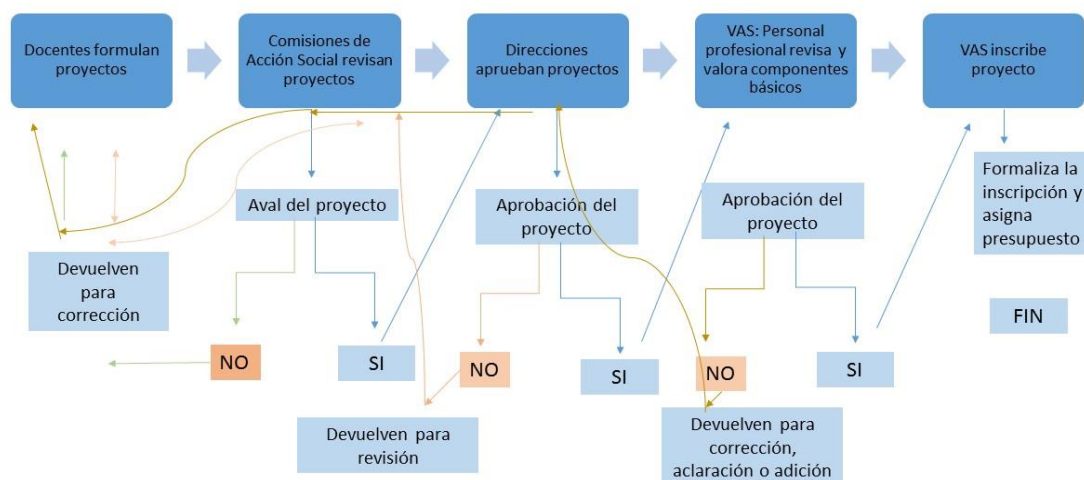 Docentes formulan
proyectos
Comisiones de
Acción Social revisan
proyectos
Direcciones
aprueban proyectos
VAS: Personal
profesional revisa y
valora componentes
básicos
VAS inscribe
proyecto
Aval del proyecto
Aprobación del
proyecto
Aprobación del
proyecto
Formaliza la
inscripción y
asigna
presupuesto
Devuelven
para
corrección
FIN
NO
SI
NO
SI
NO
SI
Devuelven para
revisión
Devuelven para
corrección,
aclaración o adición